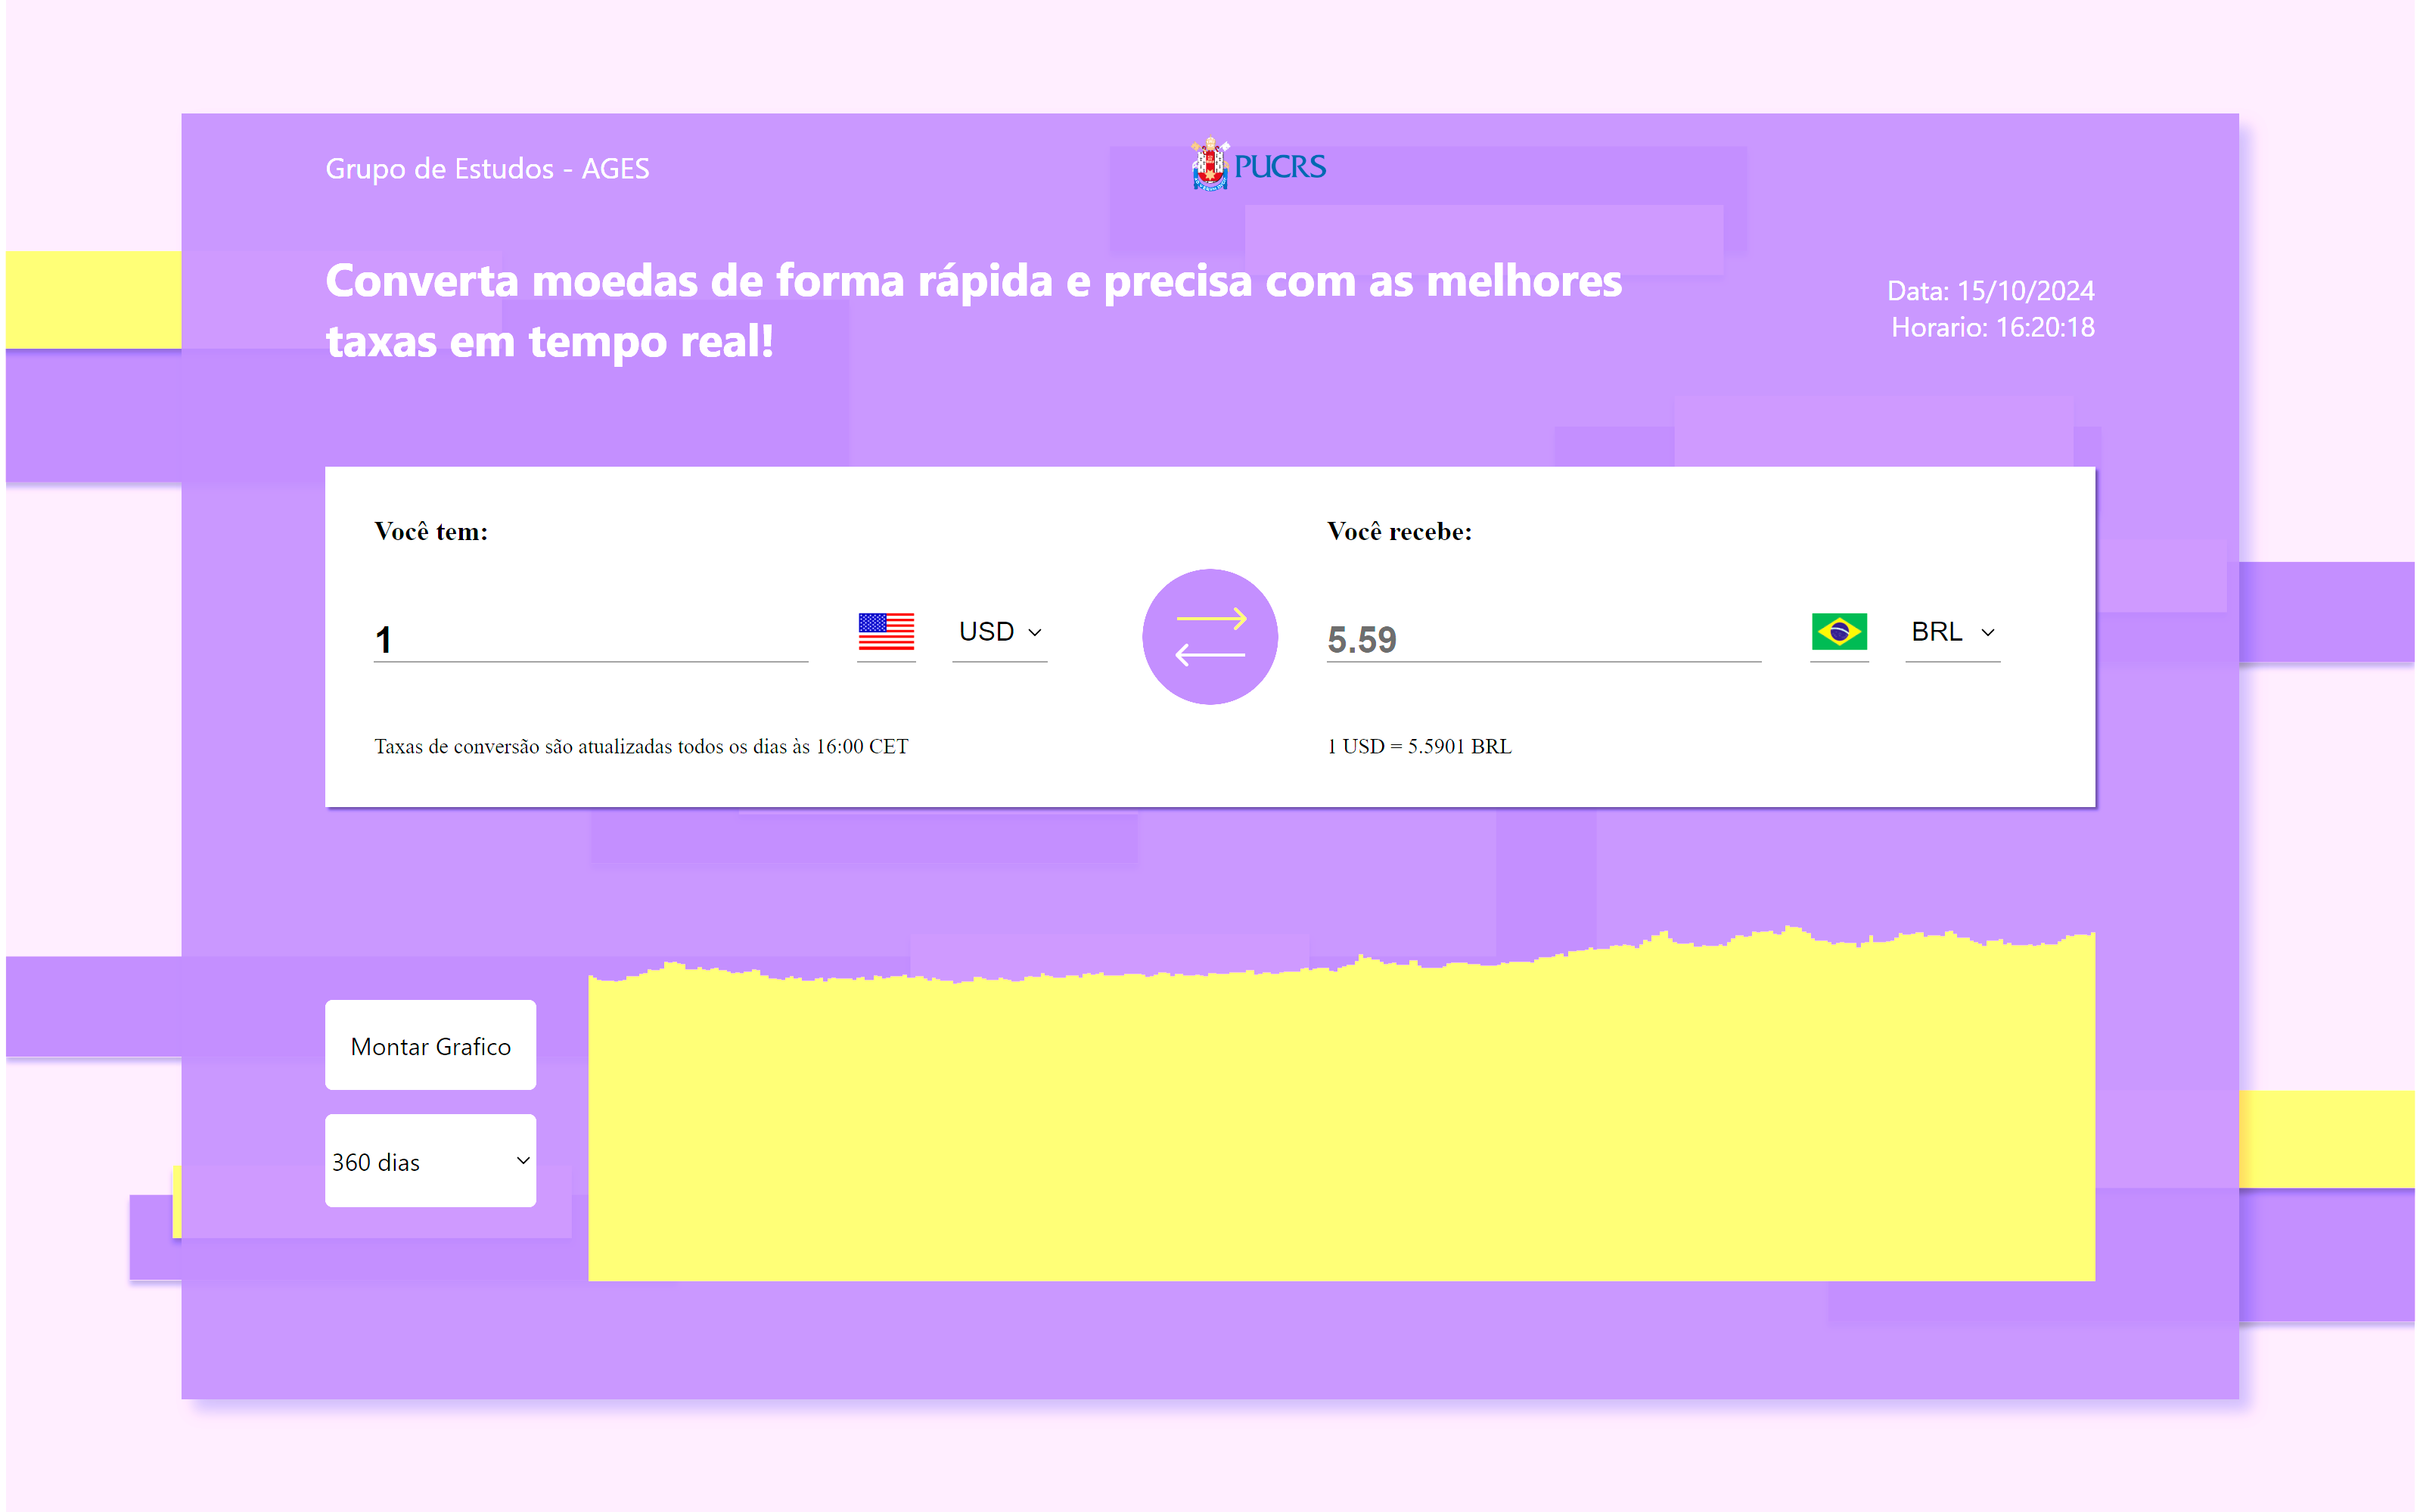 Grupo de Estudos - AGES
PUCRS
Converta moedas de forma rápida e precisa com as melhores
taxas em tempo real!
Data: 15/10/2024
Horario: 16:20:18
Você tem:
1
USD
Taxas de conversão são atualizadas todos os dias às 16:00 CET
Você recebe:
5.59
BRL
1 USD = 5.5901 BRL
Montar Grafico
360 dias